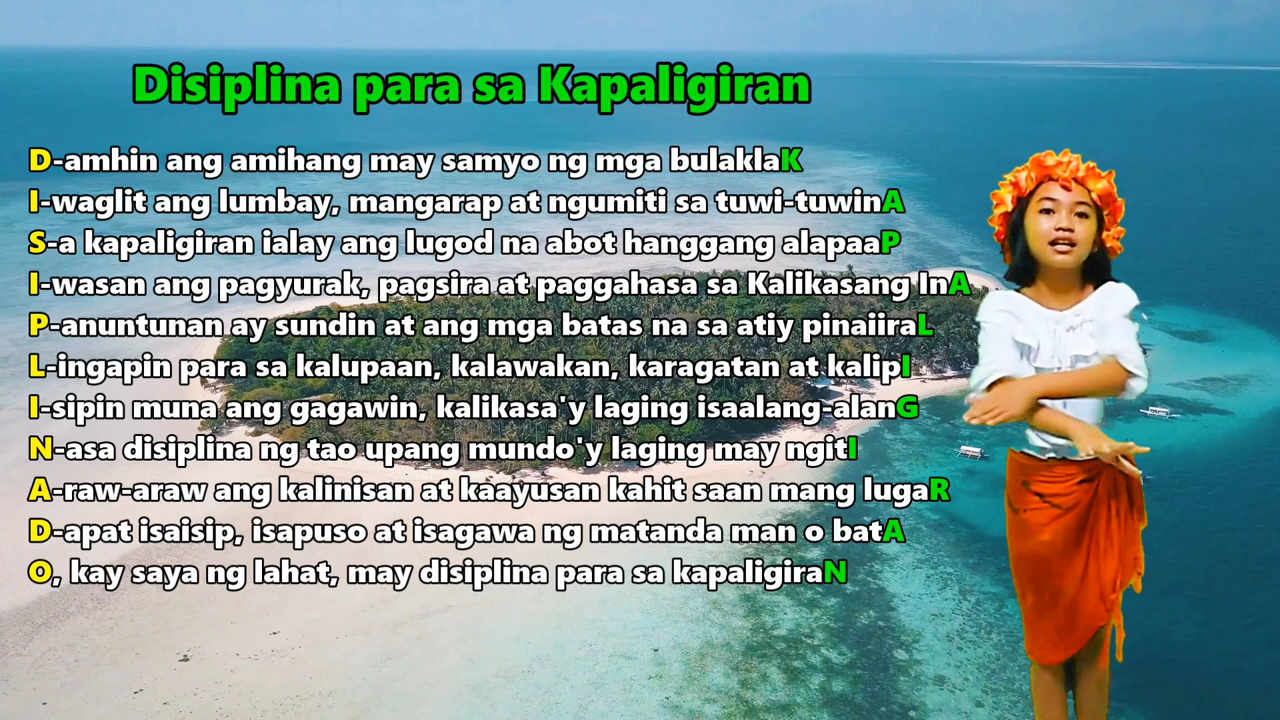 Disiplina para sa Kapaligiran
D-amhin ang amihang may samyo ng mga bulaklaK
I-waglit ang lumbay, mangarap at ngumiti sa tuwi-tuwinA
S-a kapaligiran ialay ang lugod na abot hanggang alapaaP
I-wasan ang pagyurak, pagsira at paggahasa sa Kalikasang InA
P-anuntunan ay sundin at ang mga batas na sa atiy pinaiiraL
L-ingapin para sa kalupaan, kalawakan, karagatan at kalipI
I-sipin muna ang gagawin, kalikasa'y laging isaalang-alanG
N-asa disiplina ng tao upang mundo'y laging may ngitI
A-raw-araw ang kalinisan at kaayusan kahit saan mang lugaR
D-apat isaisip, isapuso at isagawa ng matanda man o batA
O, kay saya ng lahat, may disiplina para sa kapaligiraN